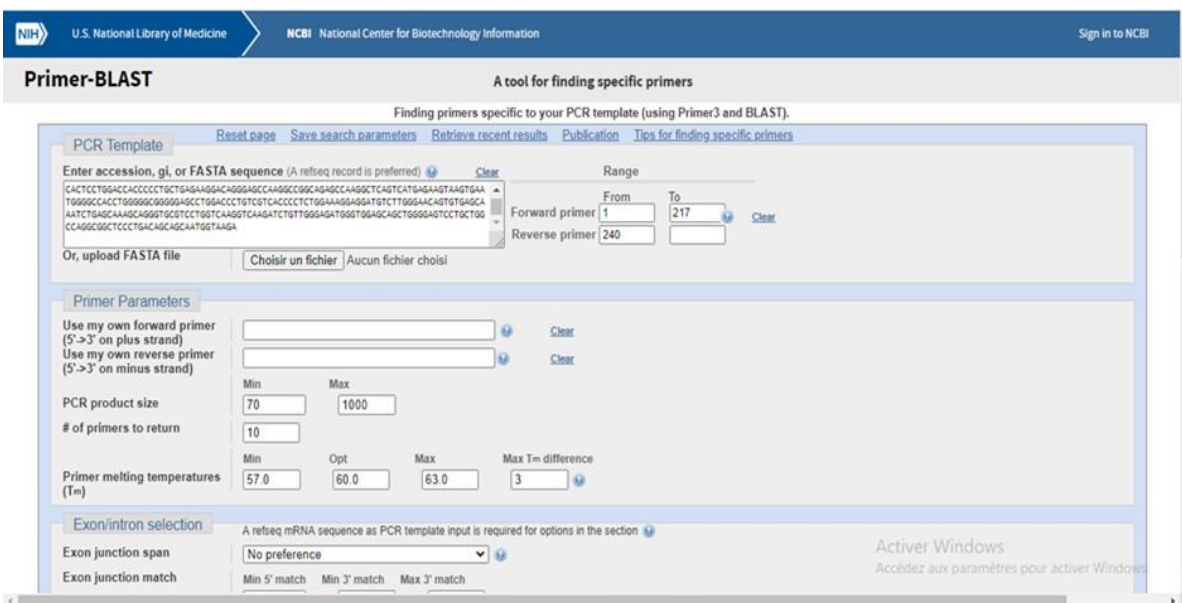 NIH U.S. National Library of Medicine NCBI National Center for Biotechnology Information Sign in to NCBI
Primer-BLAST A tool for finding specific primers
Finding primers specific to your PCR template (using Primer3 and BLAST).
PCR Template Reset page Save search parameters Retrieve recent results Publication Tips for finding specific primers
Enter accession, gi, or FASTA sequence (A refseq record is preferred) Clear Range
CACTCCTGGACCACCCCCTGCTGAGAAGGACAGGGAGCCAAGGCCGGCAGAGCCAAGGCTCAGTCATGAGAAGTAAGTGAA
TGGGGCCACCTGGGGGCGGGGGAGCCTGGACCCTGTCGTCACCCCTCTGGAAAGGAGGATGTCTTGGGAACAGTGTGAGCA
AATCTGAGCAAAGCAGGGTGCGTCCTGGTCAAGGTCAAGATCTGTTGGGAGATGGGTGGAGCAGCTGGGGAGTCCTGCTGG
CCAGGCGGCTCCCTGACAGCAGCAATGGTAAGA
From To
Forward primer 1 217 Clear
Reverse primer 240
Or, upload FASTA file Choisir un fichier Aucun fichier choisi
Primer Parameters
Use my own forward primer (5'->3' on plus strand) Clear
Use my own reverse primer (5'->3' on minus strand) Clear
Min Max
PCR product size 70 1000
# of primers to return 10
Min Opt Max Max Tm difference
Primer melting temperatures (Tm) 57.0 60.0 63.0 3
Exon/intron selection A refseq mRNA sequence as PCR template input is required for options in the section
Exon junction span No preference
Exon junction match Min 5' match Min 3' match Max 3' match
Activer Windows
Accédez aux paramètres pour activer Windows.